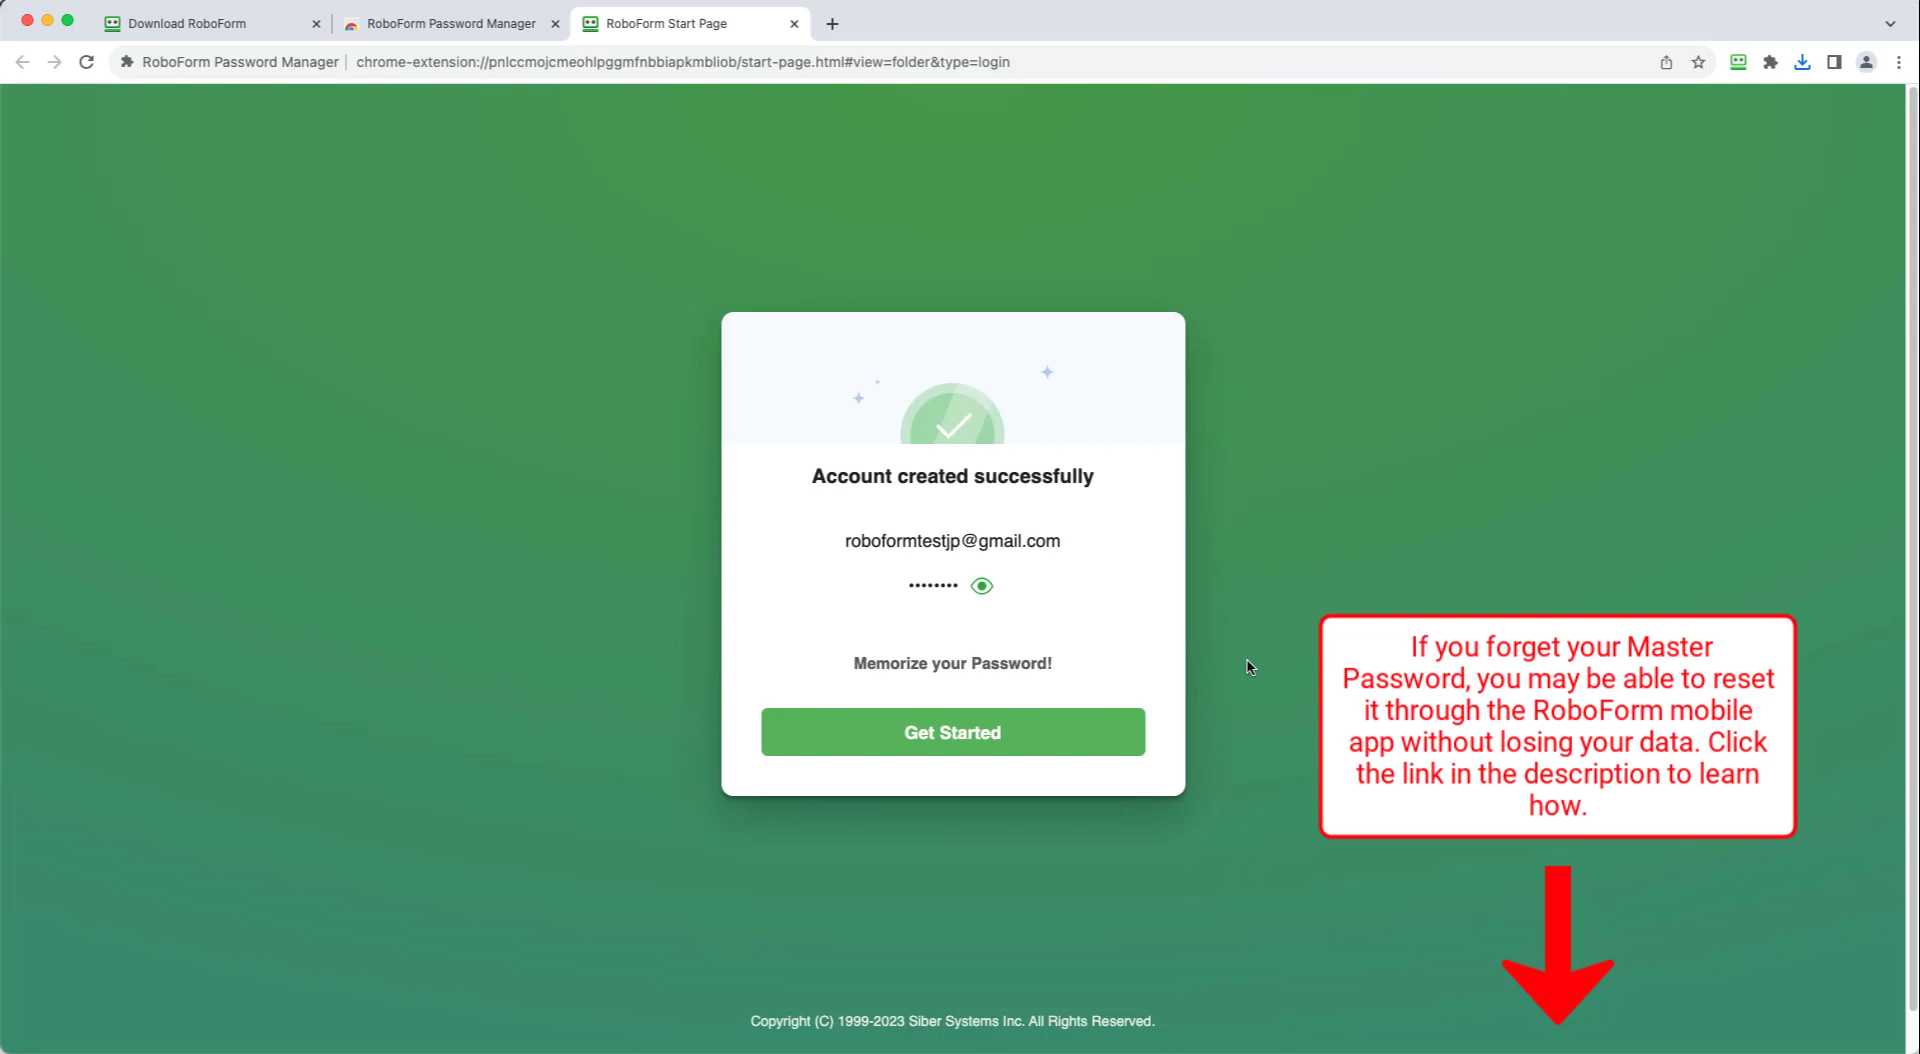 Download RoboForm
RoboForm Password Manager
RoboForm Start Page
RoboForm Password Manager
chrome-extension://pnlccmojcmeohlpggmfnbbiapkmbliob/start-page.html#view=folder&type=login
Account created successfully
roboformtestjp@gmail.com
••••••••
Memorize your Password!
Get Started
If you forget your Master
Password, you may be able to reset
it through the RoboForm mobile
app without losing your data. Click
the link in the description to learn
how.
Copyright (C) 1999-2023 Siber Systems Inc. All Rights Reserved.